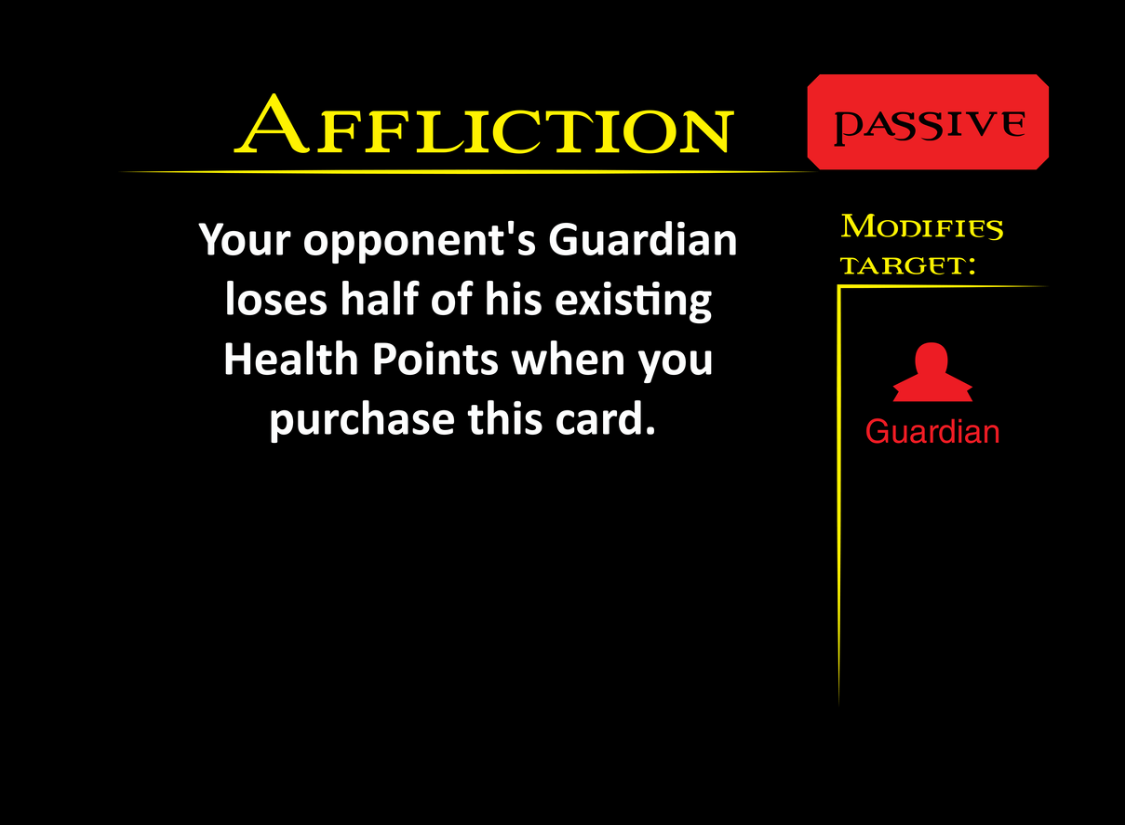 Affliction
passive
Your opponent's Guardian
loses half of his existing
Health Points when you
purchase this card.
Modifies
target:
Guardian